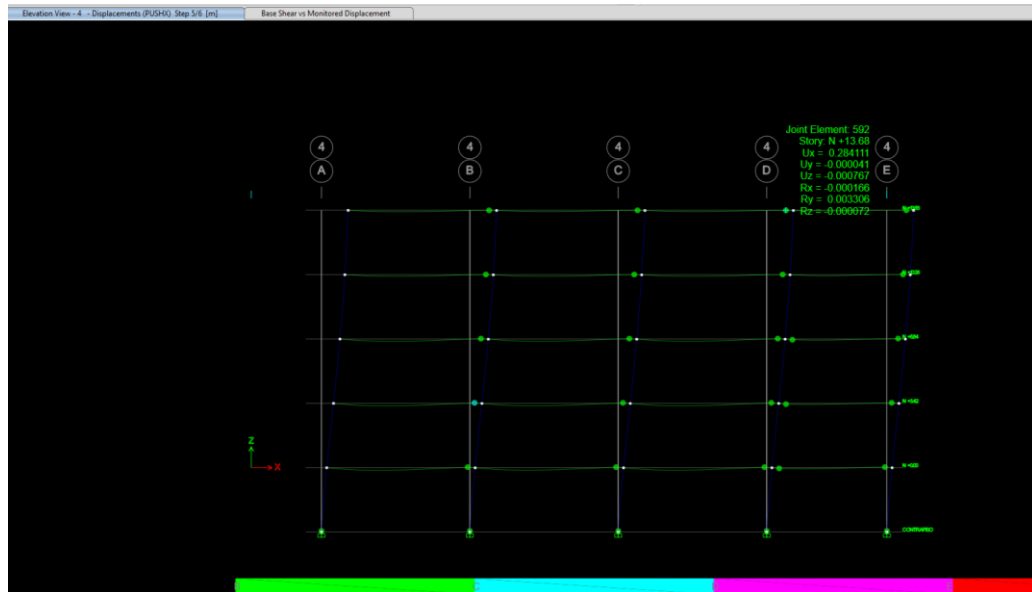 Elevation View - 4 - Displacements (PUSHX) Step 5/6 [m]
Base Shear vs Monitored Displacement
Joint Element: 592
Story: N +13.68
Ux = 0.284111
Uy = -0.000041
Uz = -0.000767
Rx = -0.000166
Ry = 0.003306
Rz = -0.000072
4
4
4
4
4
A
B
C
D
E
Z
X